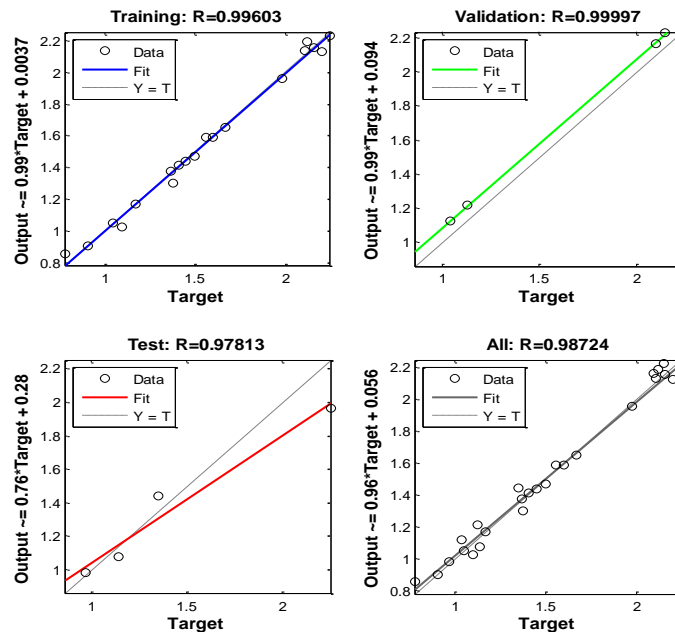 Training: R=0.99603
Output ~= 0.99*Target + 0.0037
2.2
2
1.8
1.6
1.4
1.2
1
0.8
Data
Fit
Y = T
1
1.5
2
Target
Validation: R=0.99997
Output ~= 0.99*Target + 0.094
2.2
2
1.8
1.6
1.4
1.2
1
Data
Fit
Y = T
1
1.5
2
Target
Test: R=0.97813
Output ~= 0.76*Target + 0.28
2.2
2
1.8
1.6
1.4
1.2
1
Data
Fit
Y = T
1
1.5
2
Target
All: R=0.98724
Output ~= 0.96*Target + 0.056
2.2
2
1.8
1.6
1.4
1.2
1
0.8
Data
Fit
Y = T
1
1.5
2
Target